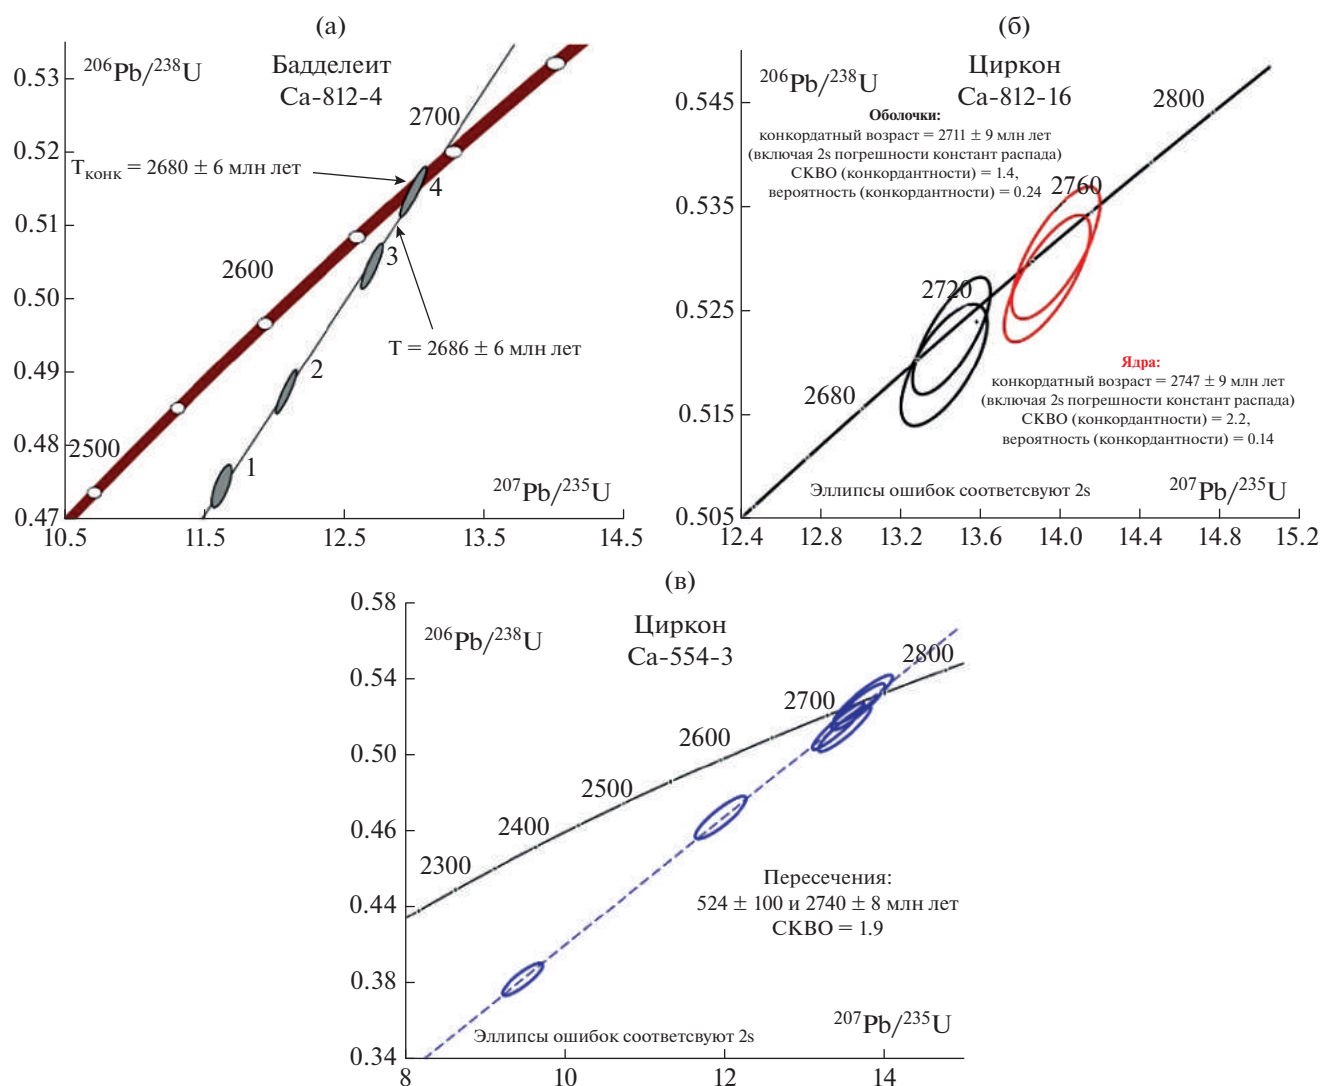 (а)
²⁰⁶Pb/²³⁸U
Бадделеит
Са-812-4
0.53
0.52
0.51
0.50
0.49
0.48
0.47
2700
T_конк = 2680 ± 6 млн лет
4
3
2600
T = 2686 ± 6 млн лет
2
2500
1
²⁰⁷Pb/²³⁵U
10.5 11.5 12.5 13.5 14.5
(б)
²⁰⁶Pb/²³⁸U
Циркон
Са-812-16
0.545
0.535
0.525
0.515
0.505
2800
Оболочки:
конкордатный возраст = 2711 ± 9 млн лет
(включая 2s погрешности констант распада)
СКВО (конкордантности) = 1.4,
вероятность (конкордантности) = 0.24
2760
2720
2680
Ядра:
конкордатный возраст = 2747 ± 9 млн лет
(включая 2s погрешности констант распада)
СКВО (конкордантности) = 2.2,
вероятность (конкордантности) = 0.14
Эллипсы ошибок соответсвуют 2s
²⁰⁷Pb/²³⁵U
12.4 12.8 13.2 13.6 14.0 14.4 14.8 15.2
(в)
²⁰⁶Pb/²³⁸U
Циркон
Са-554-3
0.58
0.54
0.50
0.46
0.44
0.38
0.34
2800
2700
2600
2500
2400
2300
Пересечения:
524 ± 100 и 2740 ± 8 млн лет
СКВО = 1.9
Эллипсы ошибок соответсвуют 2s
²⁰⁷Pb/²³⁵U
8 10 12 14